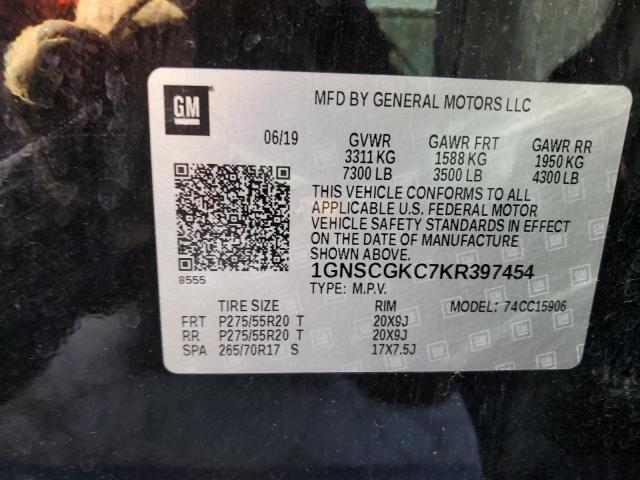 GM
MFD BY GENERAL MOTORS LLC
06/19 GVWR GAWR FRT GAWR RR
3311 KG 1588 KG 1950 KG
7300 LB 3500 LB 4300 LB
THIS VEHICLE CONFORMS TO ALL
APPLICABLE U.S. FEDERAL MOTOR
VEHICLE SAFETY STANDARDS IN EFFECT
ON THE DATE OF MANUFACTURE
SHOWN ABOVE.
8555
1GNSCGKC7KR397454
TYPE: M.P.V.
TIRE SIZE RIM MODEL: 74CC15906
FRT P275/55R20 T 20X9J
RR P275/55R20 T 20X9J
SPA 265/70R17 S 17X7.5J